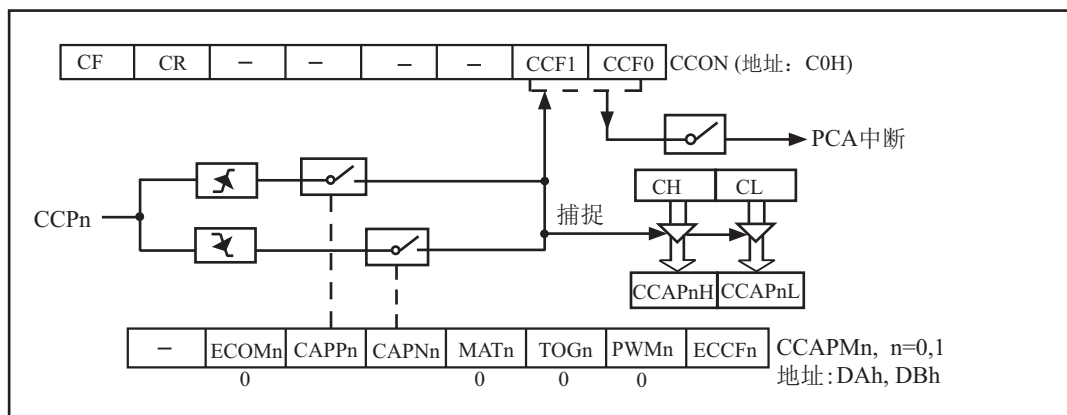 CF CR – – – – CCF1 CCF0 CCON (地址：C0H)
PCA中断
CH CL
CCPn
捕捉
CCAPnH CCAPnL
– ECOMn CAPPn CAPNn MATn TOGn PWMn ECCFn CCAPMn, n=0,1
0 0 0 0 地址:DAh, DBh